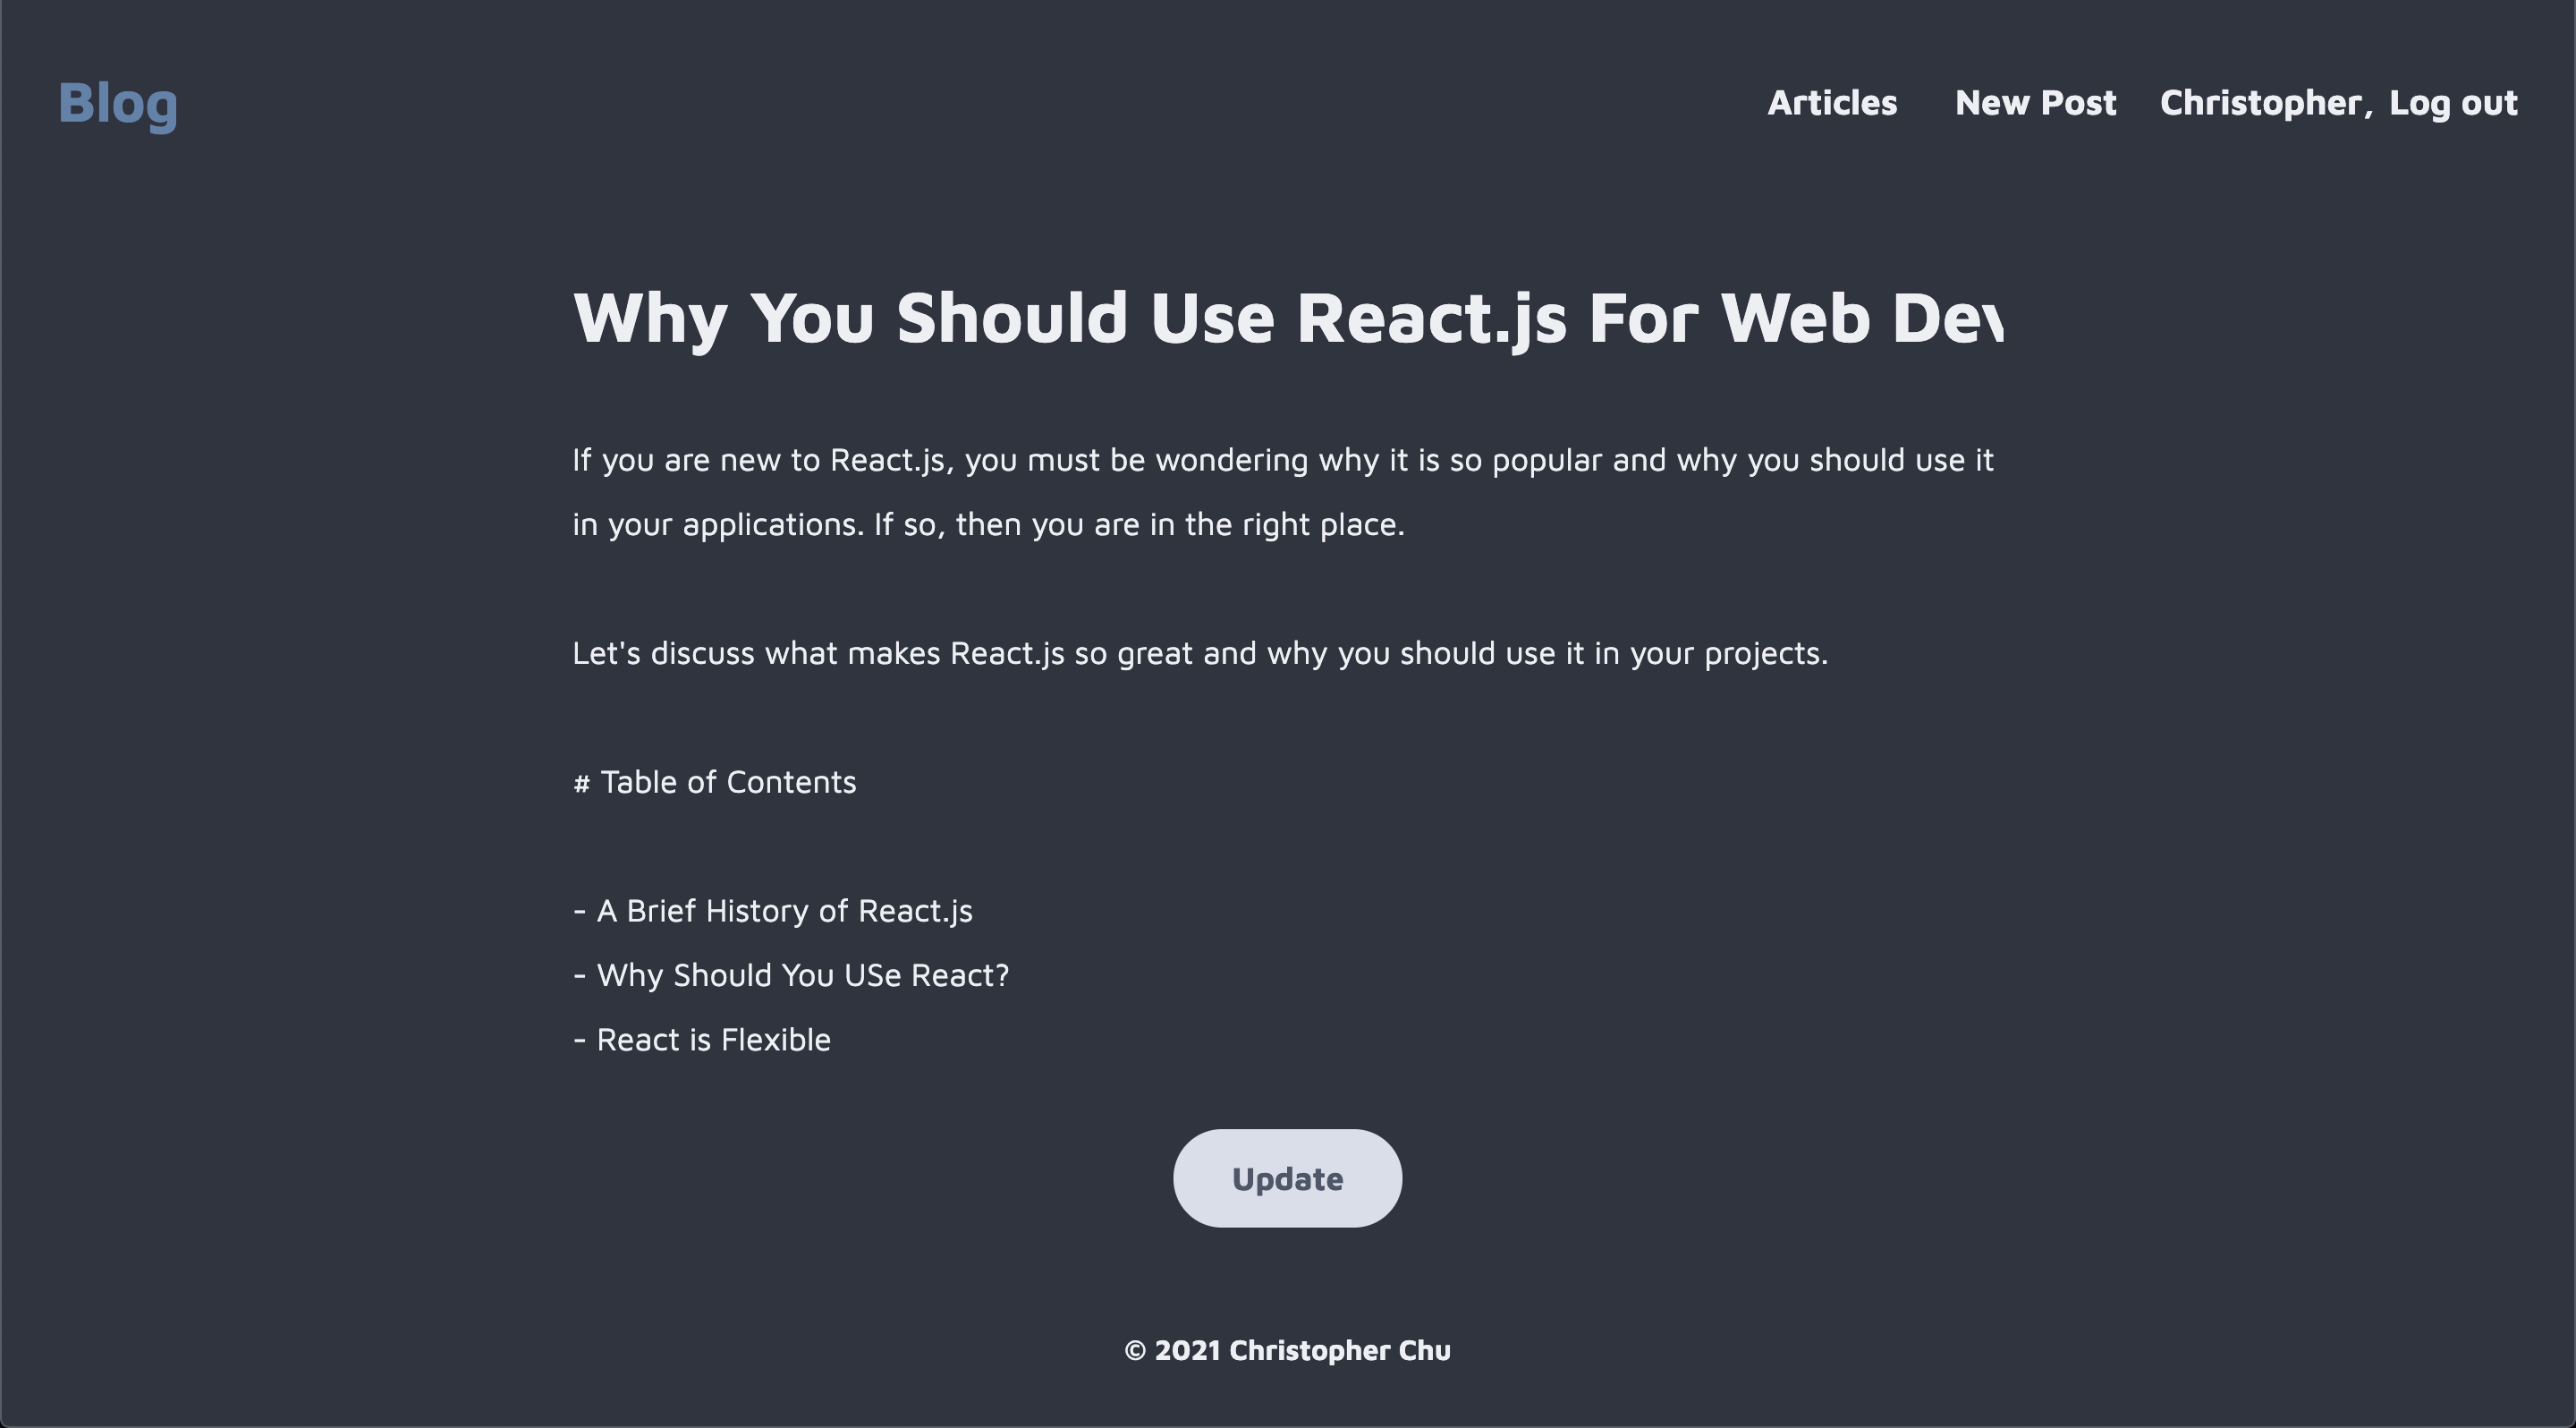 Blog
Articles New Post Christopher, Log out
Why You Should Use React.js For Web Dev
If you are new to React.js, you must be wondering why it is so popular and why you should use it
in your applications. If so, then you are in the right place.
Let's discuss what makes React.js so great and why you should use it in your projects.
# Table of Contents
- A Brief History of React.js
- Why Should You USe React?
- React is Flexible
Update
© 2021 Christopher Chu